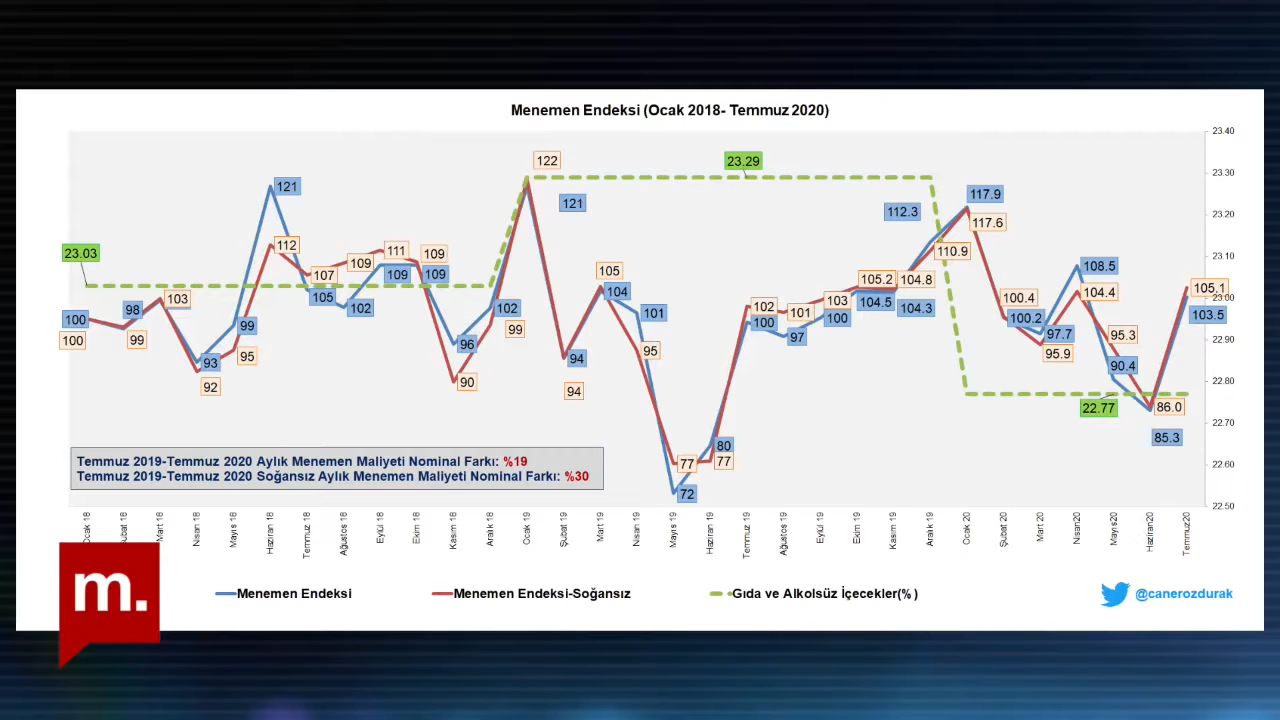 Menemen Endeksi (Ocak 2018- Temmuz 2020)
23.40
23.30
23.20
23.10
23.00
22.90
22.80
22.70
22.60
22.50
23.03
23.29
22.77
100
98
103
93
99
121
105
102
109
109
96
102
121
94
104
101
72
80
100
97
100
104.5
104.3
112.3
117.9
100.2
97.7
108.5
90.4
85.3
103.5
100
99
92
95
112
107
109
111
109
90
99
122
94
105
95
77
77
102
101
103
105.2
104.8
110.9
117.6
100.4
95.9
104.4
95.3
86.0
105.1
Temmuz 2019-Temmuz 2020 Aylık Menemen Maliyeti Nominal Farkı: %19
Temmuz 2019-Temmuz 2020 Soğansız Aylık Menemen Maliyeti Nominal Farkı: %30
Ocak 18
Şubat 18
Mart 18
Nisan 18
Mayıs 18
Haziran 18
Temmuz 18
Ağustos 18
Eylül 18
Ekim 18
Kasım 18
Aralık 18
Ocak 19
Şubat 19
Mart 19
Nisan 19
Mayıs 19
Haziran 19
Temmuz 19
Ağustos 19
Eylül 19
Ekim 19
Kasım 19
Aralık 19
Ocak 20
Şubat 20
Mart 20
Nisan20
Mayıs20
Haziran20
Temmuz20
Menemen Endeksi
Menemen Endeksi-Soğansız
Gıda ve Alkolsüz İçecekler(%)
@canerozdurak
m.